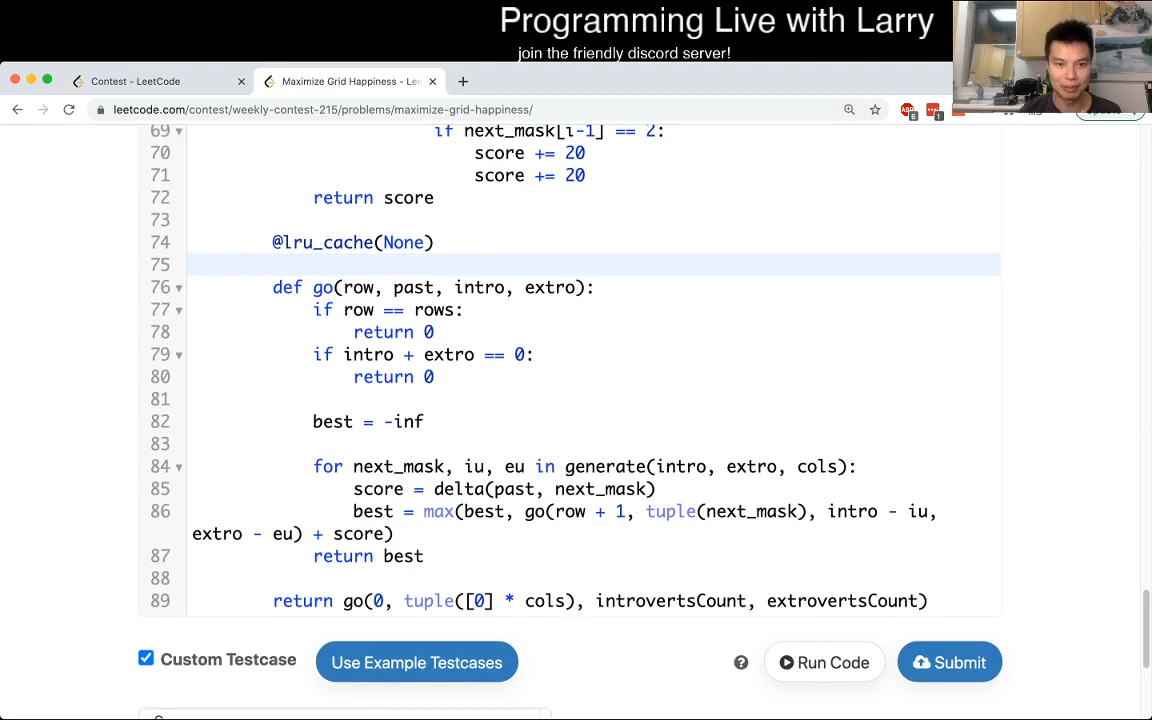 Programming Live with Larry
join the friendly discord server!
Contest - LeetCode
Maximize Grid Happiness - Lee
leetcode.com/contest/weekly-contest-215/problems/maximize-grid-happiness/
69 if next_mask[i-1] == 2:
70 score += 20
71 score += 20
72 return score
73
74 @lru_cache(None)
75
76 def go(row, past, intro, extro):
77 if row == rows:
78 return 0
79 if intro + extro == 0:
80 return 0
81
82 best = -inf
83
84 for next_mask, iu, eu in generate(intro, extro, cols):
85 score = delta(past, next_mask)
86 best = max(best, go(row + 1, tuple(next_mask), intro - iu,
extro - eu) + score)
87 return best
88
89 return go(0, tuple([0] * cols), introvertsCount, extrovertsCount)
Custom Testcase
Use Example Testcases
?
Run Code
Submit